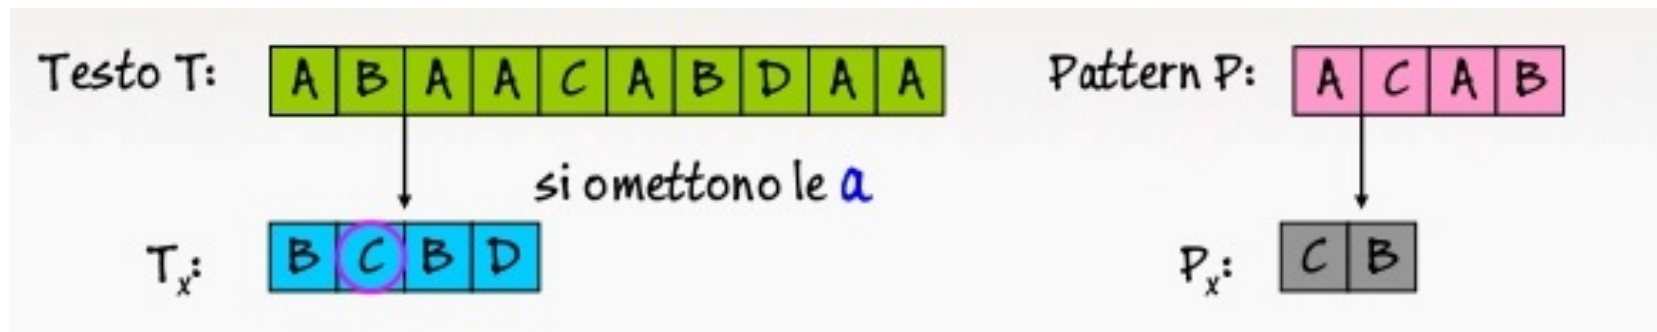 Testo T: A B A A C A B D A A Pattern P: A C A B
si omettono le a
Tx: B C B D Px: C B